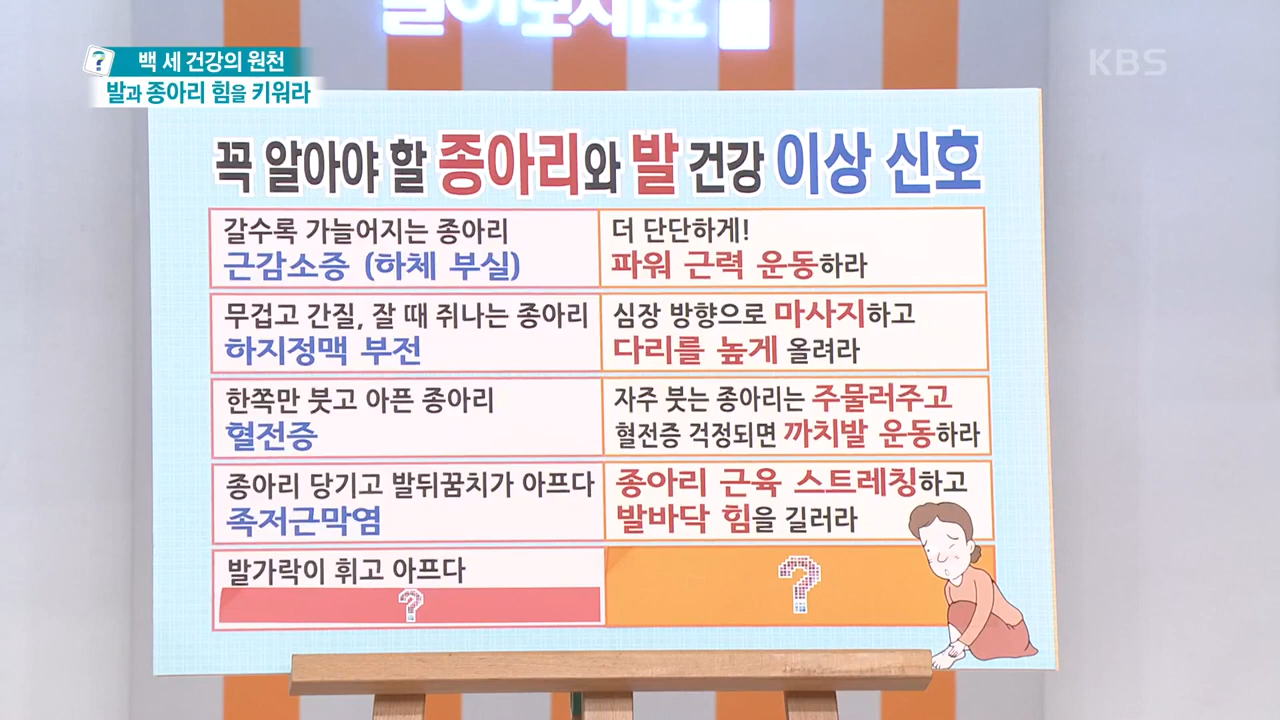 백 세 건강의 원천
발과 종아리 힘을 키워라
KBS
꼭 알아야 할 종아리와 발 건강 이상 신호
갈수록 가늘어지는 종아리
근감소증 (하체 부실)
더 단단하게!
파워 근력 운동하라
무겁고 간질, 잘 때 쥐나는 종아리
하지정맥 부전
심장 방향으로 마사지하고
다리를 높게 올려라
한쪽만 붓고 아픈 종아리
혈전증
자주 붓는 종아리는 주물러주고
혈전증 걱정되면 까치발 운동하라
종아리 당기고 발뒤꿈치가 아프다
족저근막염
종아리 근육 스트레칭하고
발바닥 힘을 길러라
발가락이 휘고 아프다
?
?